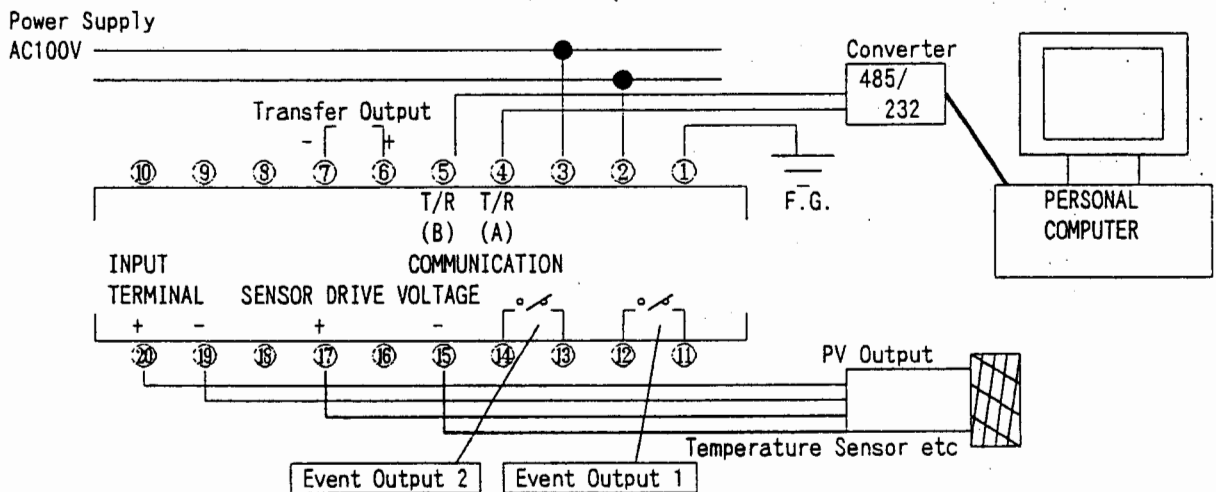 Power Supply
AC100V
Converter
485/
232
Transfer Output
- +
⑩ ⑨ ⑧ ⑦ ⑥ ⑤ ④ ③ ② ①
T/R T/R
(B) (A)
F.G.
PERSONAL
COMPUTER
COMMUNICATION
INPUT
TERMINAL
SENSOR DRIVE VOLTAGE
+ - + -
⑳ ⑲ ⑱ ⑰ ⑯ ⑮ ⑭ ⑬ ⑫ ⑪
PV Output
Temperature Sensor etc
Event Output 2
Event Output 1